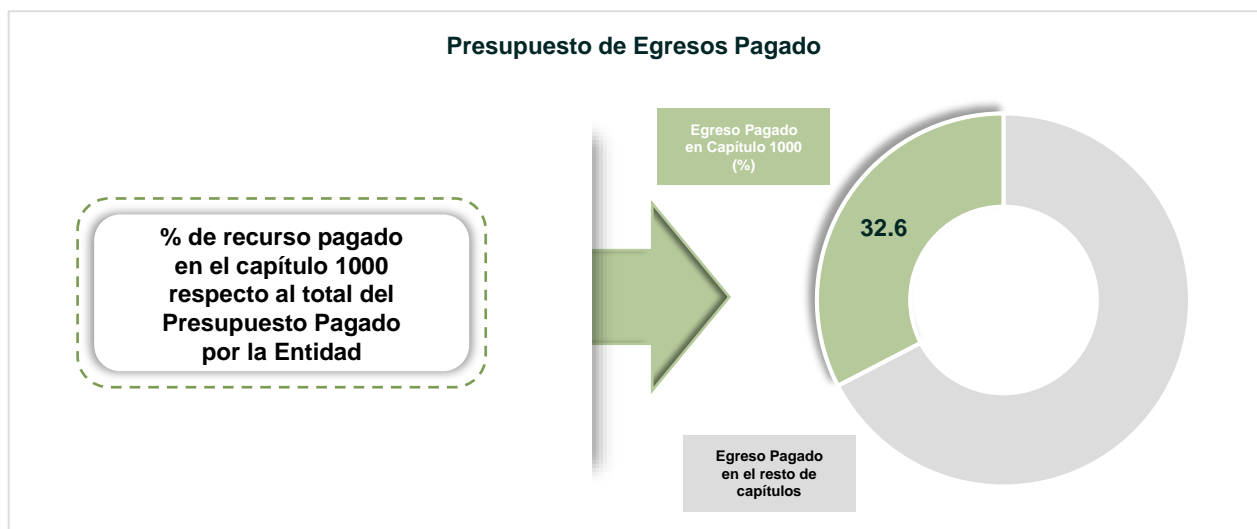 Presupuesto de Egresos Pagado
Egreso Pagado
en Capítulo 1000
(%)
32.6
% de recurso pagado
en el capítulo 1000
respecto al total del
Presupuesto Pagado
por la Entidad
Egreso Pagado
en el resto de
capítulos